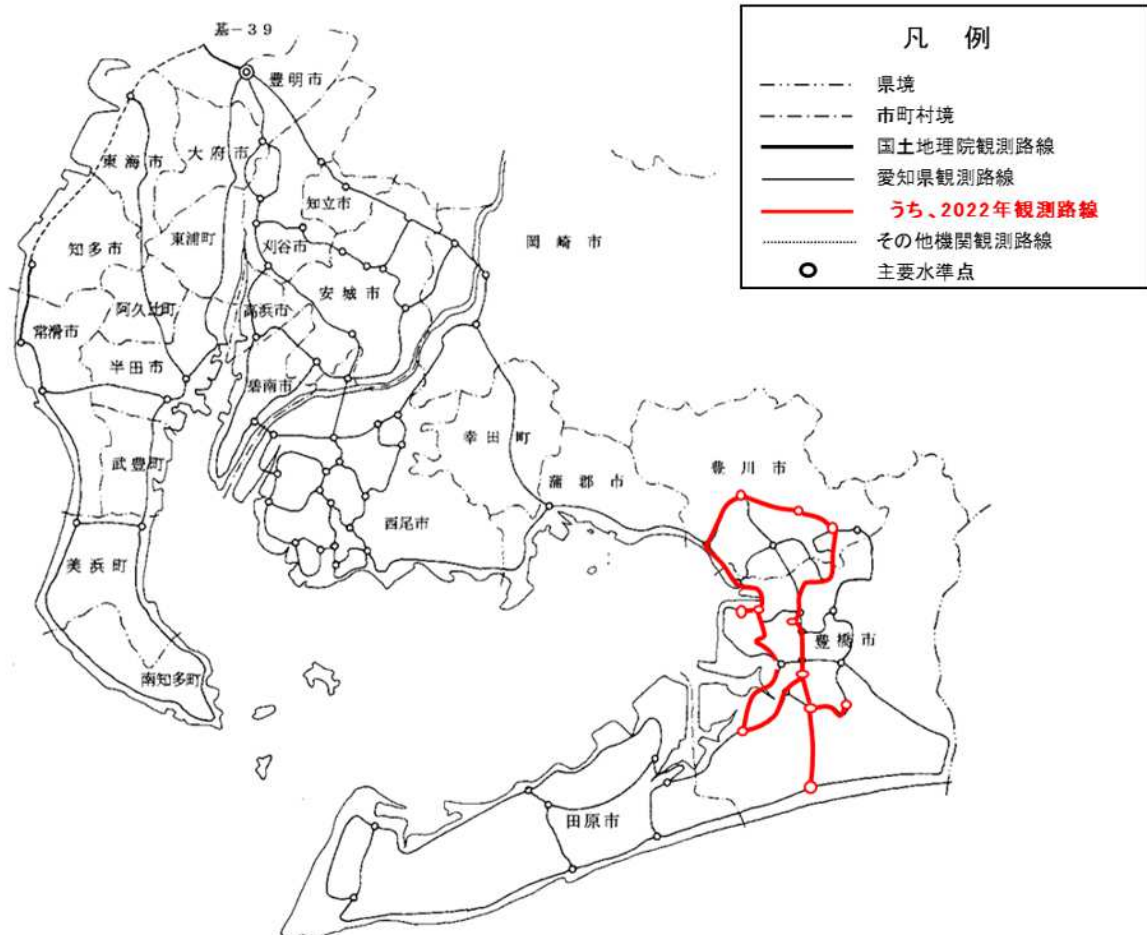 基－39
豊明市
東海市
大府市
知立市
知多市
東浦町
刈谷市
岡崎市
安城市
阿久比町
高浜市
常滑市
半田市
碧南市
幸田町
武豊町
蒲郡市
豊川市
西尾市
美浜町
豊橋市
南知多町
田原市
凡 例
県境
市町村境
国土地理院観測路線
愛知県観測路線
うち、2022年観測路線
その他機関観測路線
主要水準点